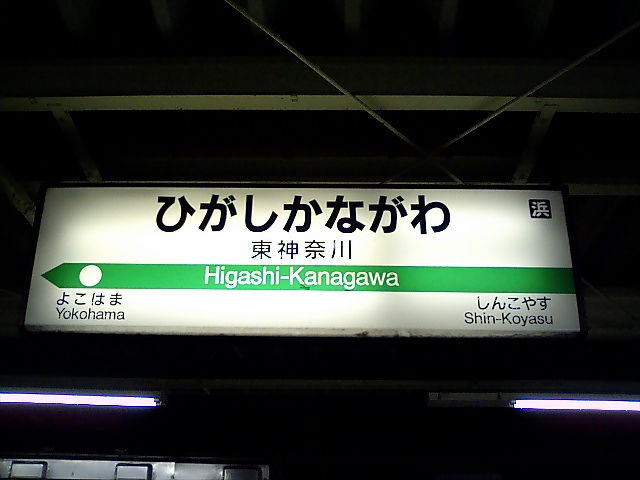 ひがしかながわ
浜
東神奈川
Higashi-Kanagawa
よこはま
Yokohama
しんこやす
Shin-Koyasu